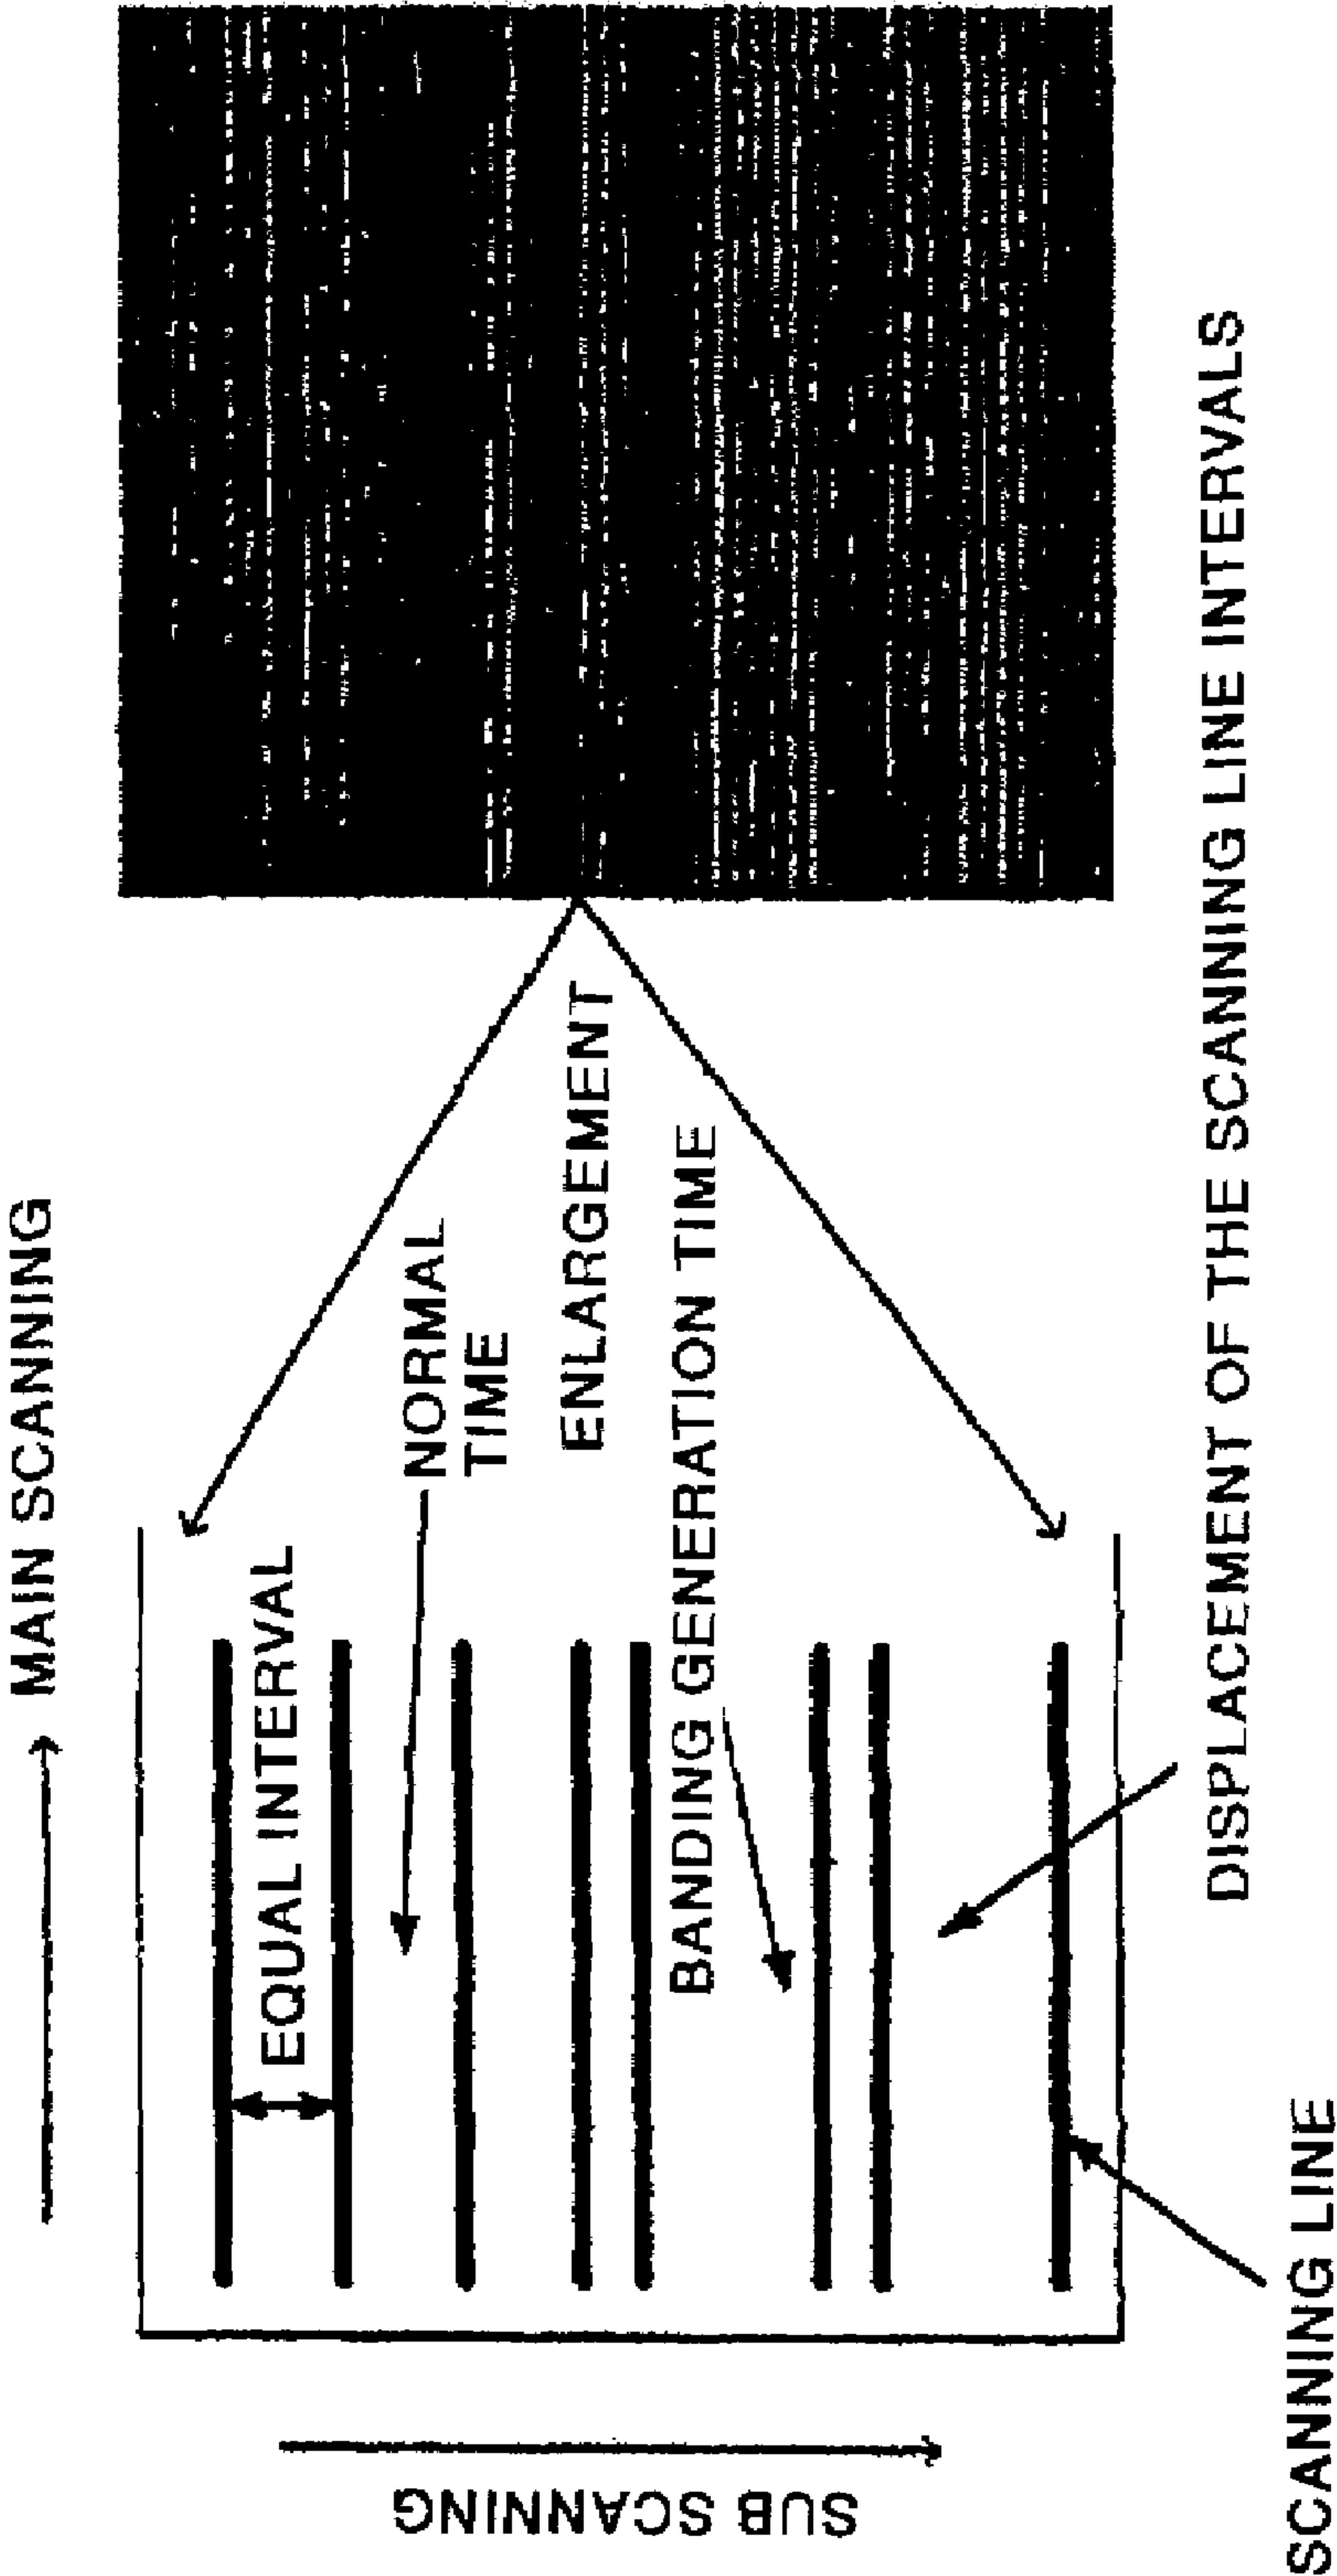 MAIN SCANNING
EQUAL INTERVAL
NORMAL
TIME
ENLARGEMENT
BANDING GENERATION TIME
DISPLACEMENT OF THE SCANNING LINE INTERVALS
SCANNING LINE
SUB SCANNING